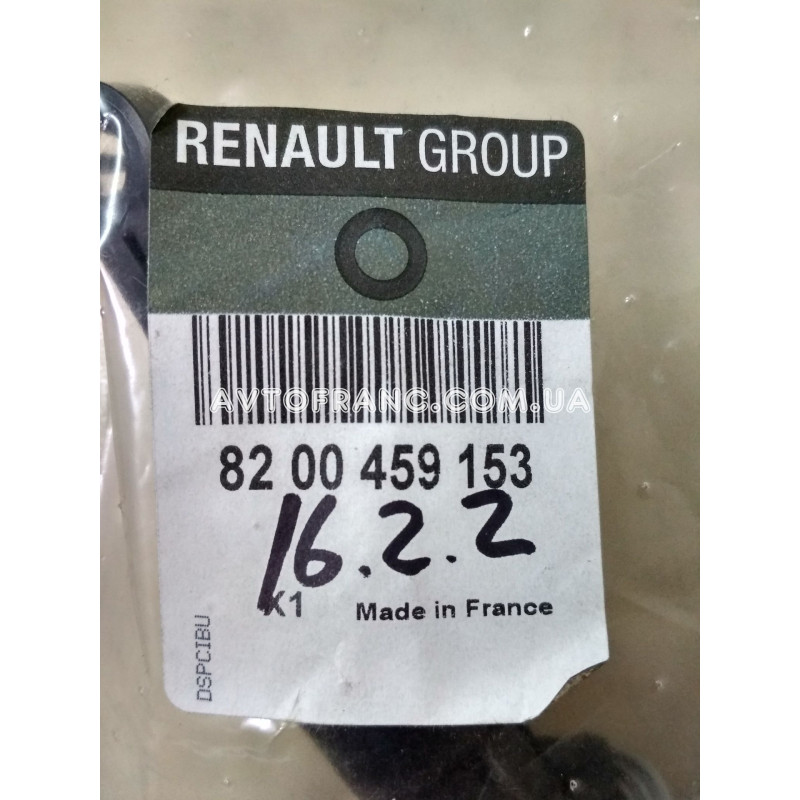 RENAULT GROUP
AVTOFRANC.COM.UA
82 00 459 153
16.2.2
X1 Made in France
DSPCIBU